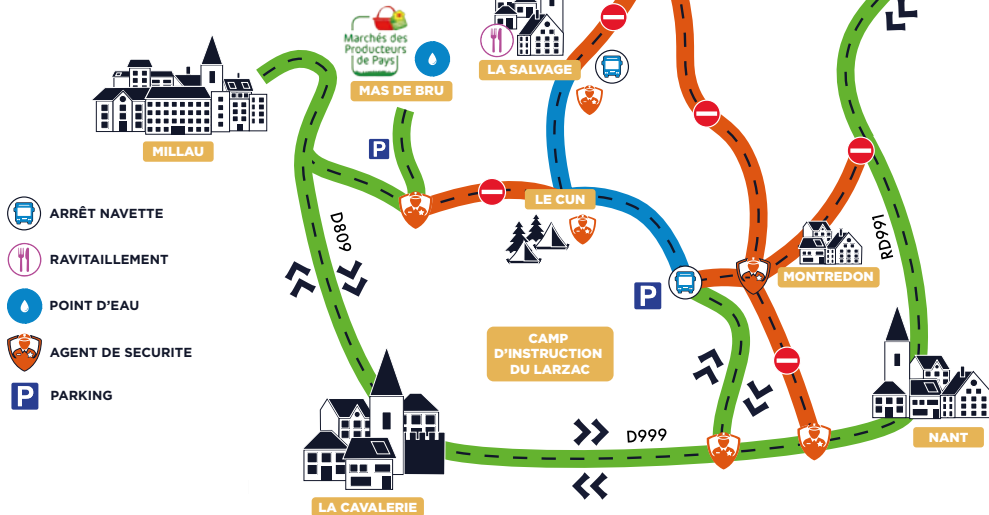 Marchés des
Producteurs
de Pays
MAS DE BRU
LA SALVAGE
MILLAU
P
LE CUN
ARRÊT NAVETTE
RAVITAILLEMENT
POINT D'EAU
AGENT DE SECURITE
P PARKING
D809
RD991
MONTREDON
P
CAMP
D'INSTRUCTION
DU LARZAC
D999
NANT
LA CAVALERIE